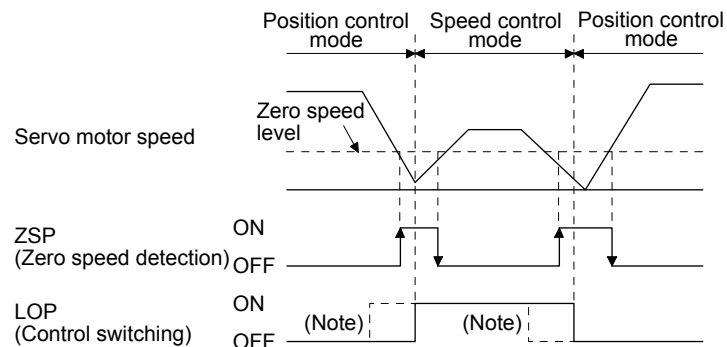 Position control mode
Speed control mode
Position control mode
Zero speed level
Servo motor speed
ZSP
(Zero speed detection)
ON
OFF
LOP
(Control switching)
ON
OFF
(Note)
(Note)